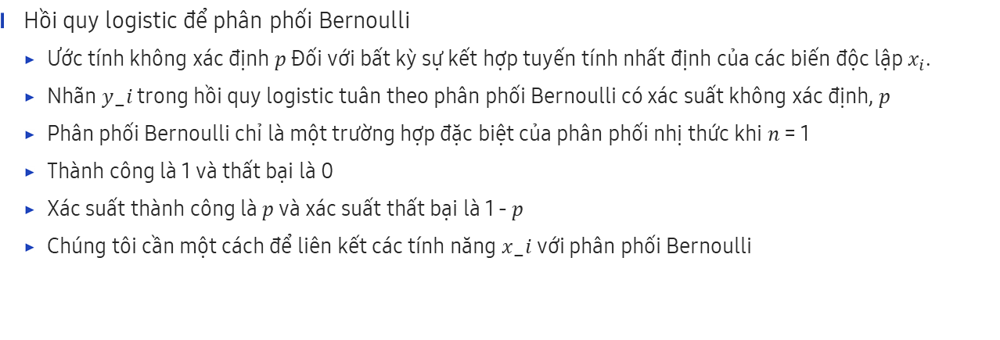 Hồi quy logistic để phân phối Bernoulli
► Ước tính không xác định p Đối với bất kỳ sự kết hợp tuyến tính nhất định của các biến độc lập xᵢ.
► Nhãn y_i trong hồi quy logistic tuân theo phân phối Bernoulli có xác suất không xác định, p
► Phân phối Bernoulli chỉ là một trường hợp đặc biệt của phân phối nhị thức khi n = 1
► Thành công là 1 và thất bại là 0
► Xác suất thành công là p và xác suất thất bại là 1 - p
► Chúng tôi cần một cách để liên kết các tính năng x_i với phân phối Bernoulli